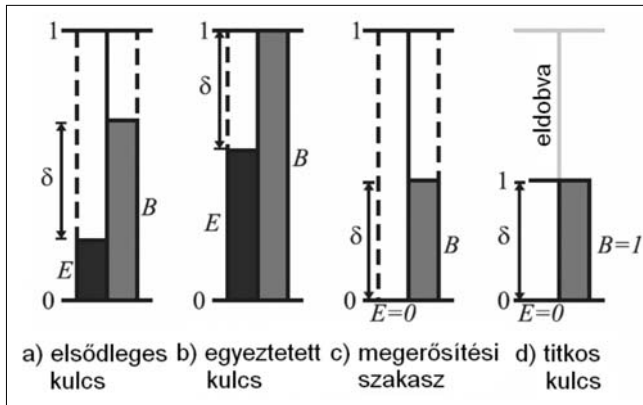 1
δ
E
B
0
a) elsődleges
kulcs
1
δ
E
B
0
b) egyeztetett
kulcs
1
δ
B
0
E=0
c) megerősítési
szakasz
1
eldobva
1
δ
B=1
0
d) titkos
kulcs